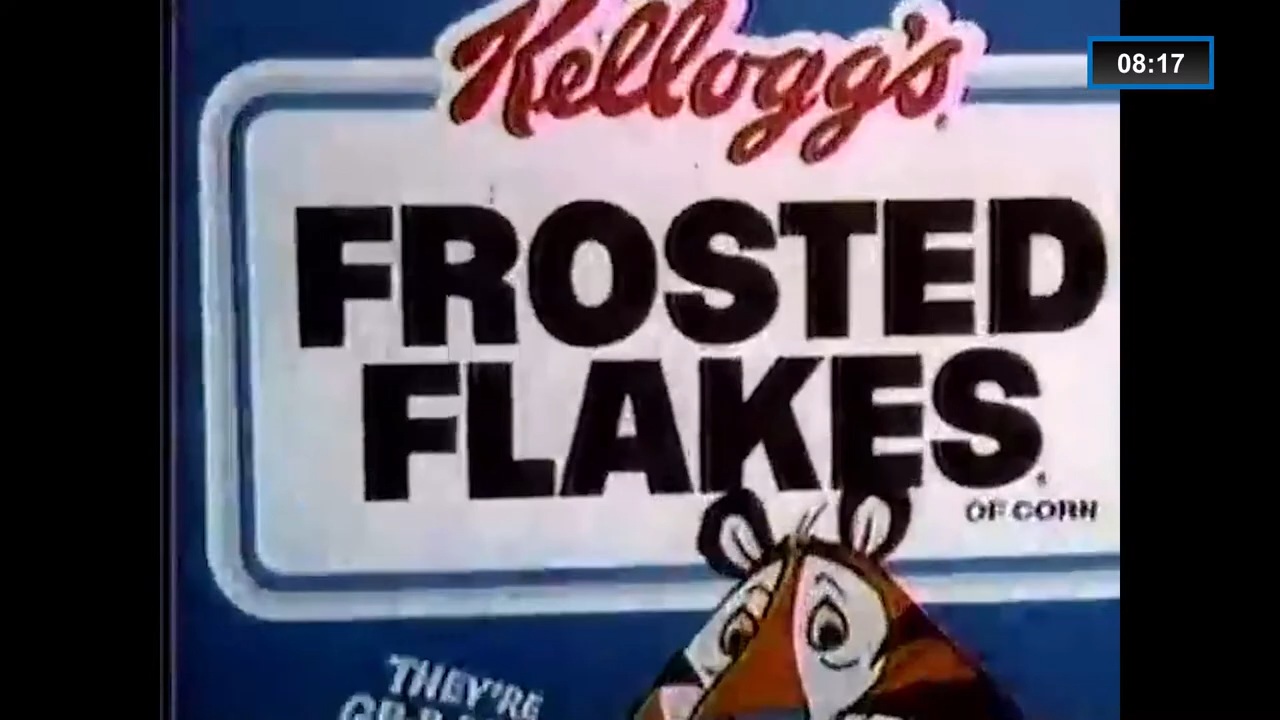 08:17
Kellogg's
FROSTED
FLAKES
OF CORN
THEY'RE